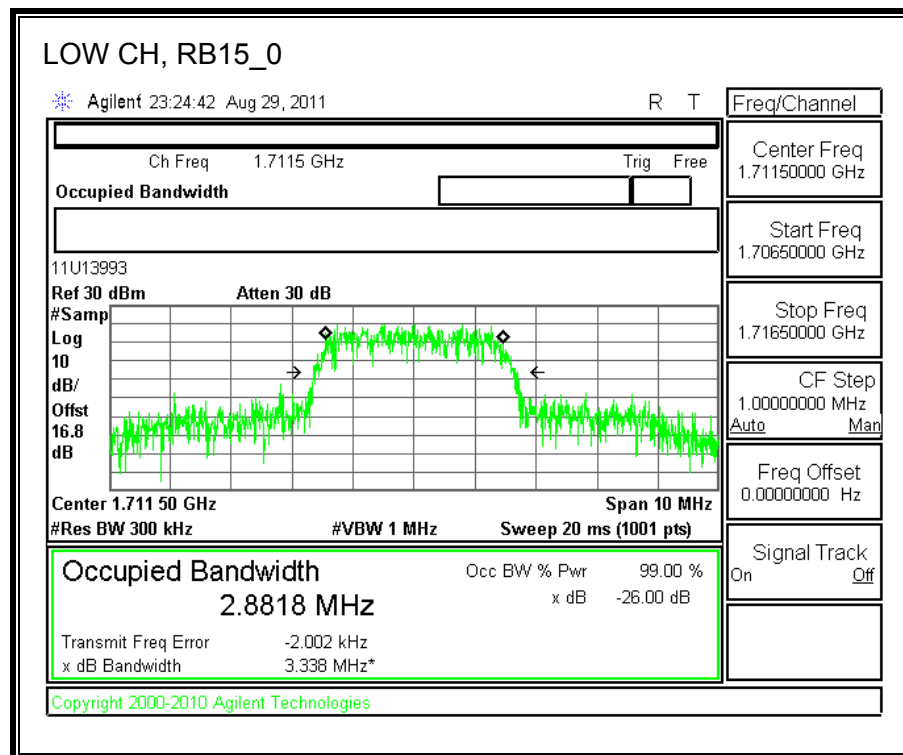 LOW CH, RB15_0
Agilent 23:24:42 Aug 29, 2011 R T
Ch Freq 1.7115 GHz Trig Free
Occupied Bandwidth
11U13993
Ref 30 dBm Atten 30 dB
#Samp
Log
10
dB/
Offst
16.8
dB
Center 1.711 50 GHz Span 10 MHz
#Res BW 300 kHz #VBW 1 MHz Sweep 20 ms (1001 pts)
Occupied Bandwidth Occ BW % Pwr 99.00 %
2.8818 MHz x dB -26.00 dB
Transmit Freq Error -2.002 kHz
x dB Bandwidth 3.338 MHz*
Copyright 2000-2010 Agilent Technologies
Freq/Channel
Center Freq
1.71150000 GHz
Start Freq
1.70650000 GHz
Stop Freq
1.71650000 GHz
CF Step
1.00000000 MHz
Auto Man
Freq Offset
0.00000000 Hz
Signal Track
On Off